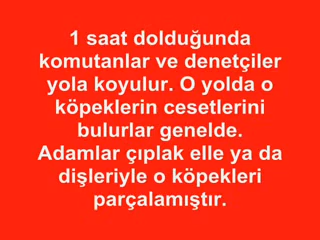 1 saat dolduğunda
komutanlar ve denetçiler
yola koyulur. O yolda o
köpeklerin cesetlerini
bulurlar genelde.
Adamlar çıplak elle ya da
dişleriyle o köpekleri
parçalamıştır.